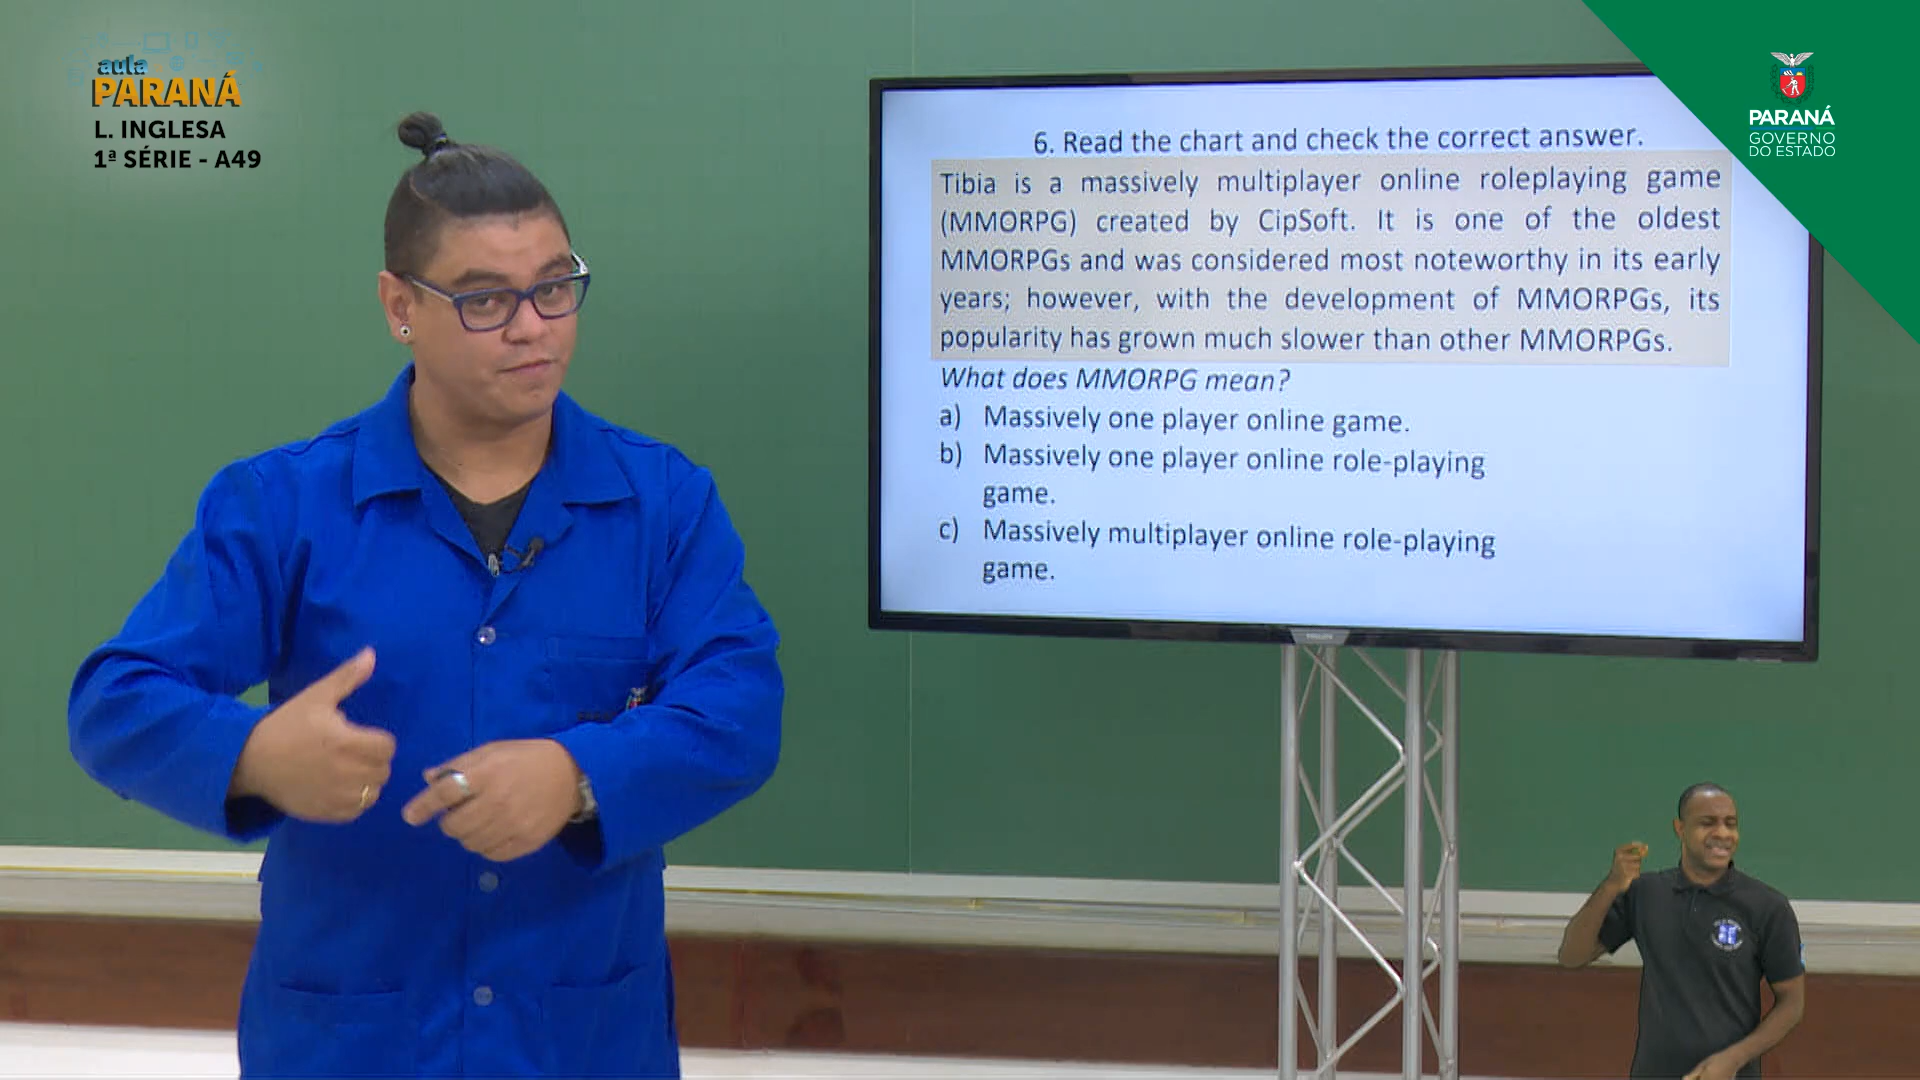 aula
PARANÁ
L. INGLESA
1ª SÉRIE - A49
PARANÁ
GOVERNO
DO ESTADO
6. Read the chart and check the correct answer.
Tibia is a massively multiplayer online roleplaying game
(MMORPG) created by CipSoft. It is one of the oldest
MMORPGs and was considered most noteworthy in its early
years; however, with the development of MMORPGs, its
popularity has grown much slower than other MMORPGs.
What does MMORPG mean?
a) Massively one player online game.
b) Massively one player online role-playing
game.
c) Massively multiplayer online role-playing
game.
PHILIPS